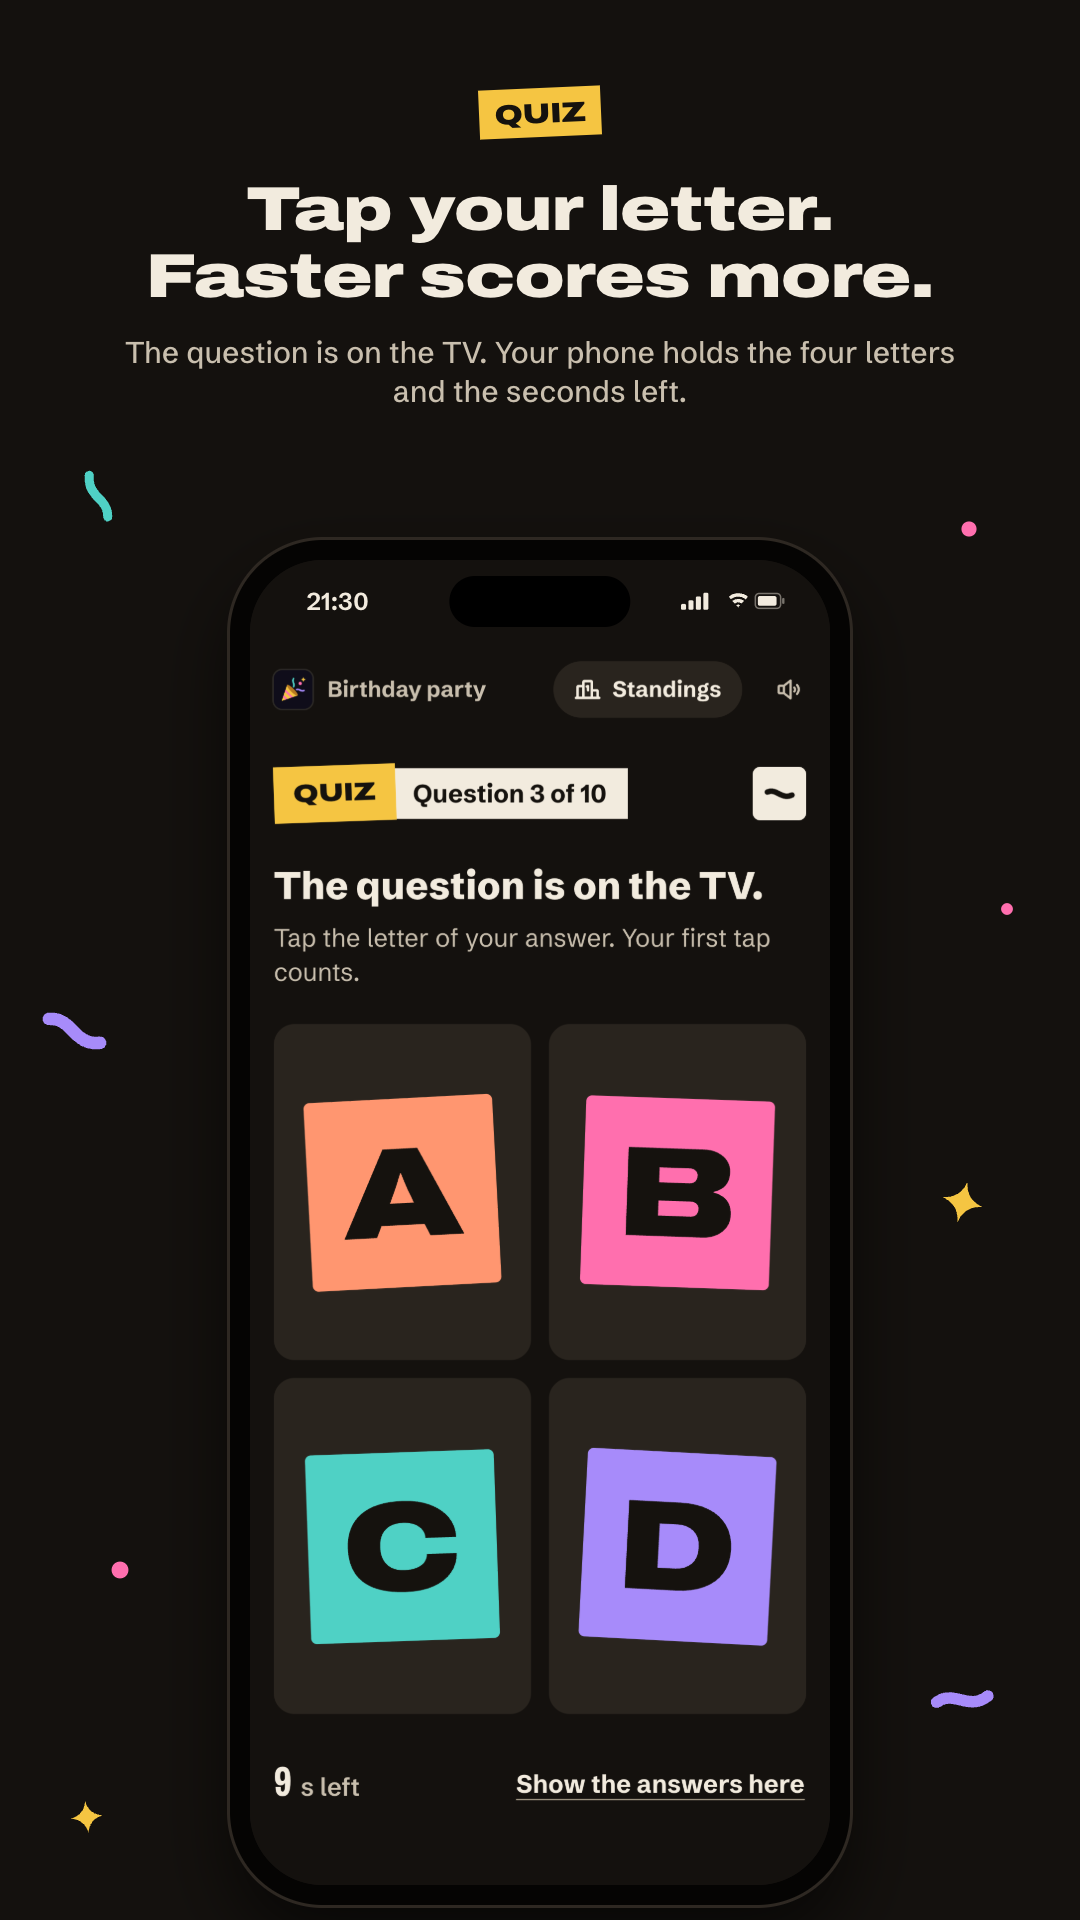 QUIZ
Tap your letter.
Faster scores more.
The question is on the TV. Your phone holds the four letters
and the seconds left.
21:30
Birthday party
Standings
QUIZ Question 3 of 10
The question is on the TV.
Tap the letter of your answer. Your first tap
counts.
A
B
C
D
9 s left
Show the answers here